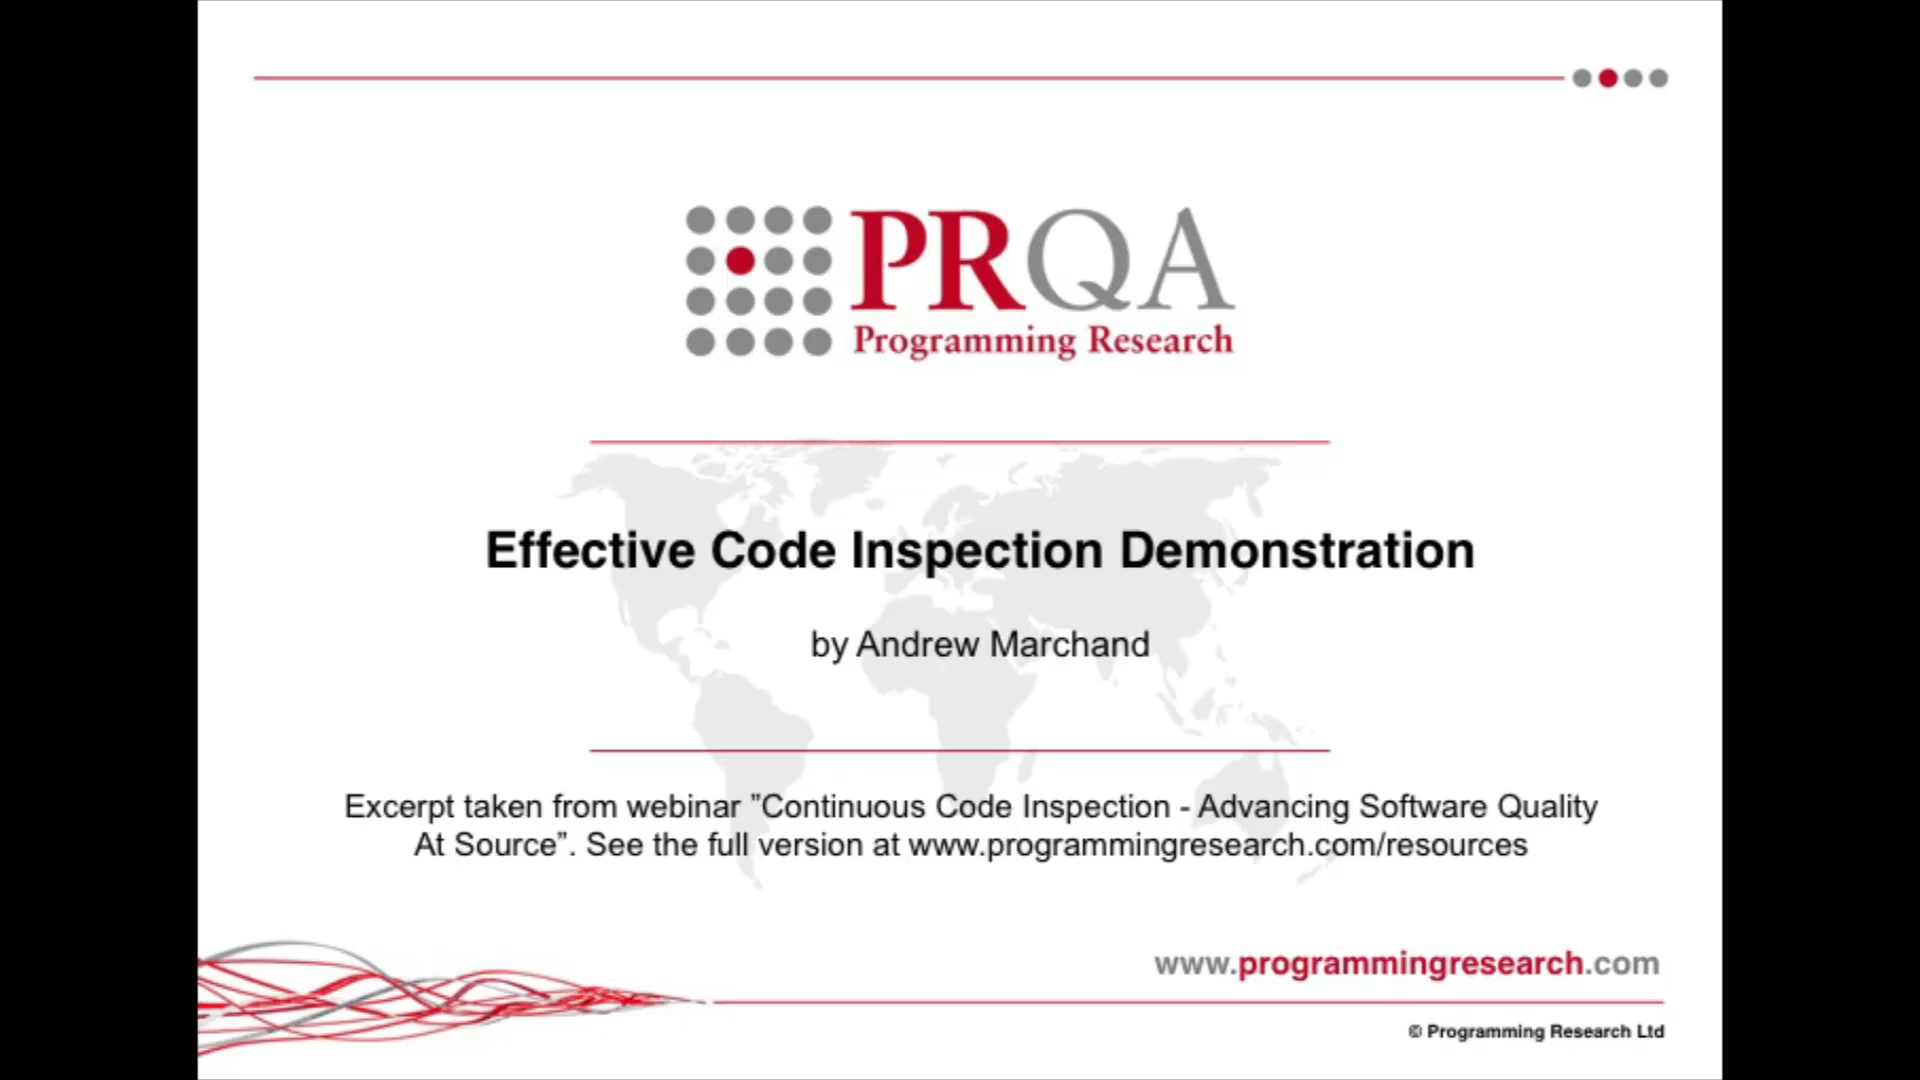 PRQA
Programming Research
Effective Code Inspection Demonstration
by Andrew Marchand
Excerpt taken from webinar ”Continuous Code Inspection - Advancing Software Quality
At Source”. See the full version at www.programmingresearch.com/resources
www.programmingresearch.com
© Programming Research Ltd